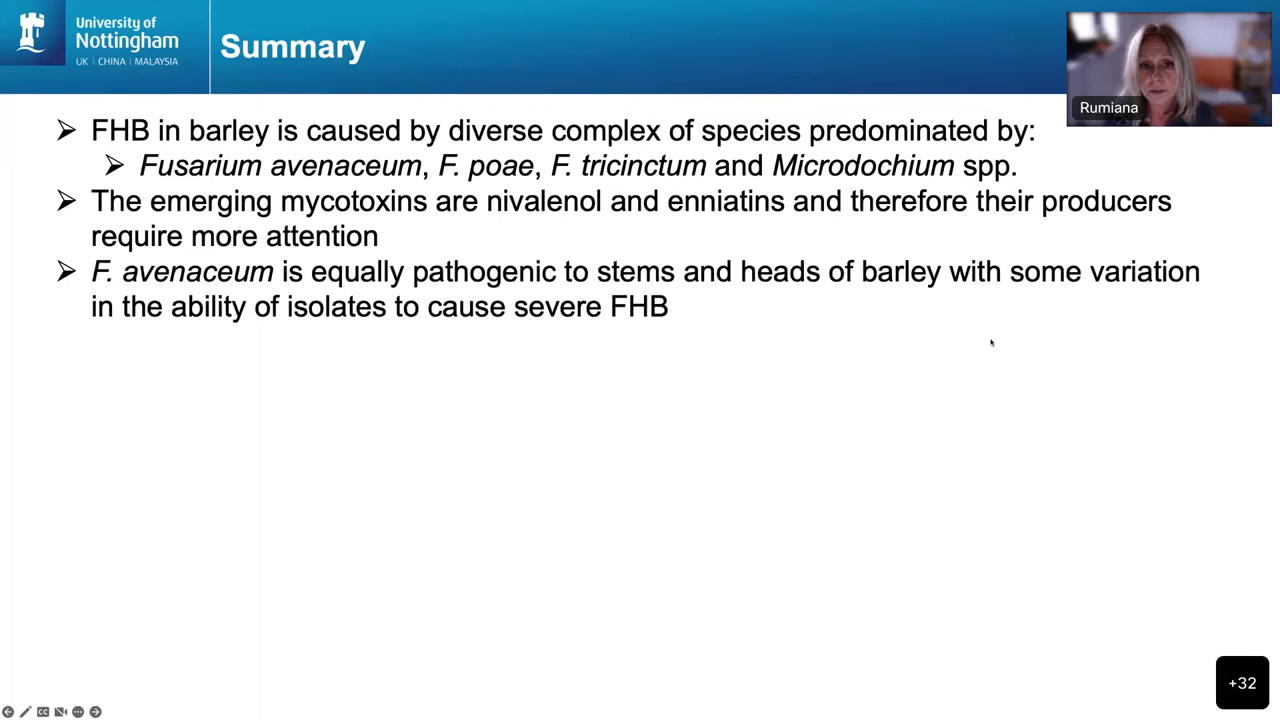 University of
Nottingham
UK | CHINA | MALAYSIA
Summary
Rumiana
➢ FHB in barley is caused by diverse complex of species predominated by:
➢ Fusarium avenaceum, F. poae, F. tricinctum and Microdochium spp.
➢ The emerging mycotoxins are nivalenol and enniatins and therefore their producers
require more attention
➢ F. avenaceum is equally pathogenic to stems and heads of barley with some variation
in the ability of isolates to cause severe FHB
+32